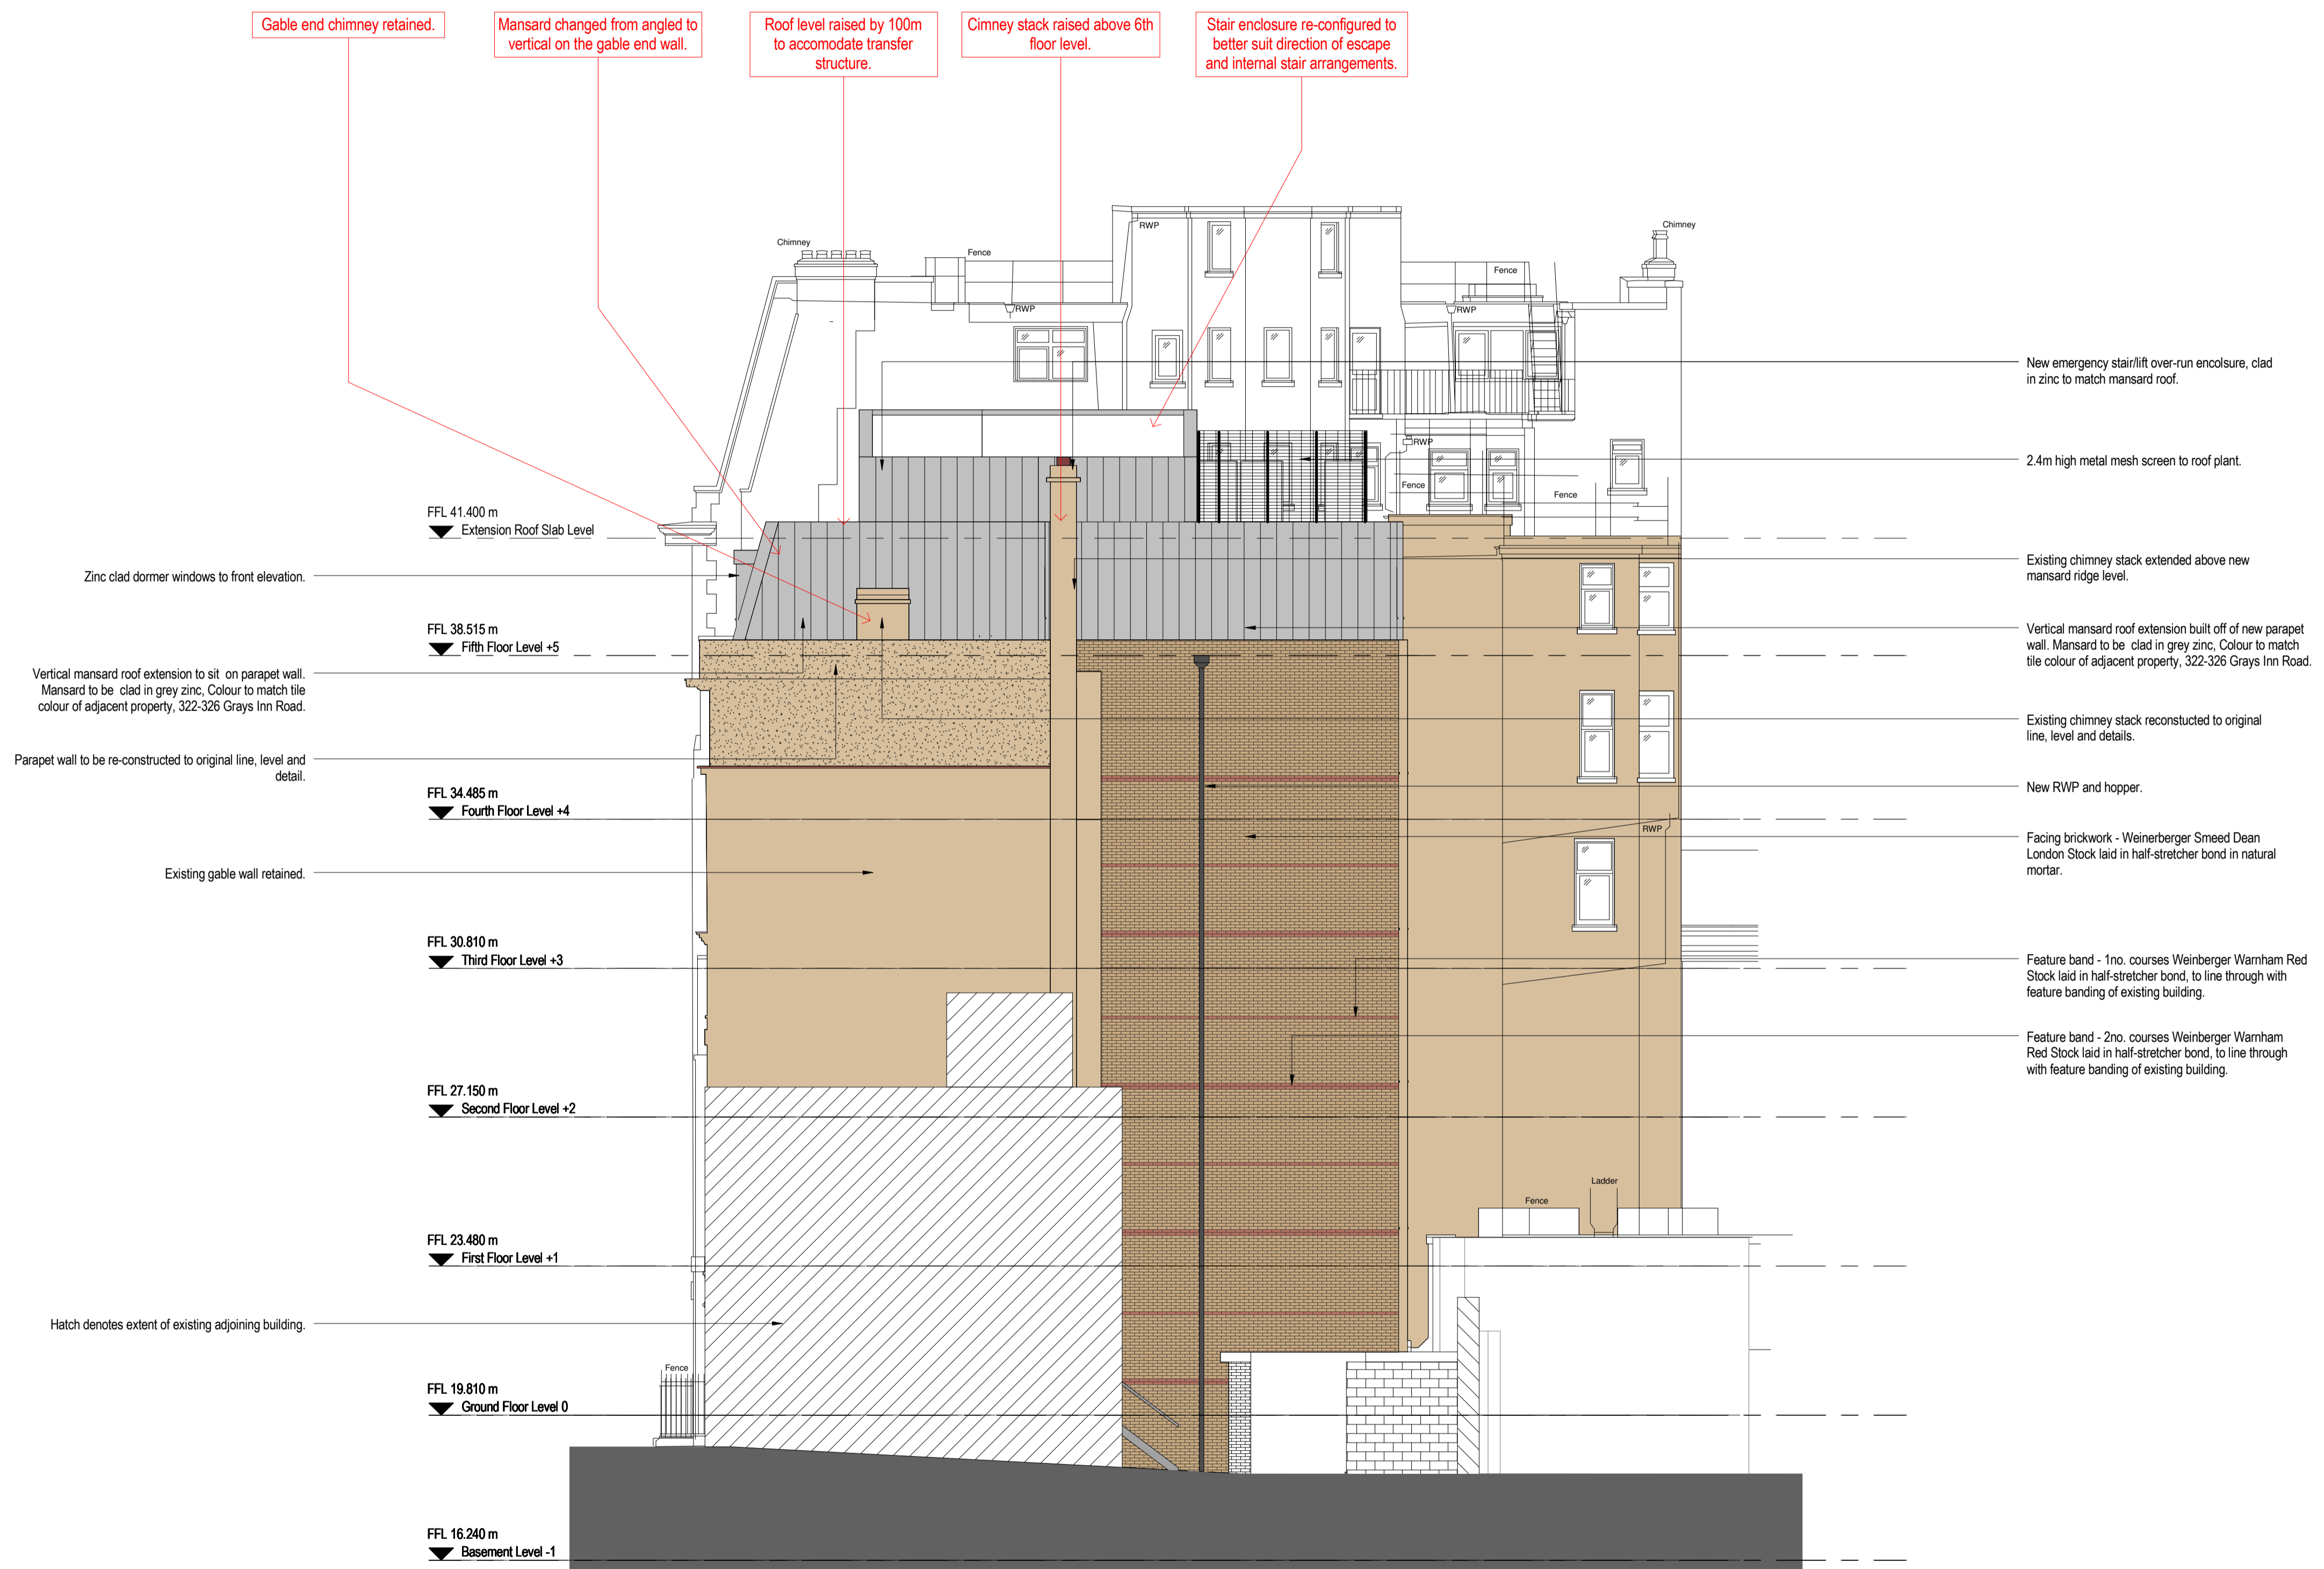 Gable end chimney retained.
Mansard changed from angled to
vertical on the gable end wall.
Roof level raised by 100m
to accomodate transfer
structure.
Cimney stack raised above 6th
floor level.
Stair enclosure re-configured to
better suit direction of escape
and internal stair arrangements.
Chimney
Fence
RWP
RWP
Fence
RWP
Chimney
RWP
Fence
Fence
New emergency stair/lift over-run encolsure, clad
in zinc to match mansard roof.
2.4m high metal mesh screen to roof plant.
Existing chimney stack extended above new
mansard ridge level.
Vertical mansard roof extension built off of new parapet
wall. Mansard to be clad in grey zinc, Colour to match
tile colour of adjacent property, 322-326 Grays Inn Road.
Existing chimney stack reconstucted to original
line, level and details.
New RWP and hopper.
Facing brickwork - Weinerberger Smeed Dean
London Stock laid in half-stretcher bond in natural
mortar.
Feature band - 1no. courses Weinberger Warnham Red
Stock laid in half-stretcher bond, to line through with
feature banding of existing building.
Feature band - 2no. courses Weinberger Warnham
Red Stock laid in half-stretcher bond, to line through
with feature banding of existing building.
FFL 41.400 m
Extension Roof Slab Level
Zinc clad dormer windows to front elevation.
FFL 38.515 m
Fifth Floor Level +5
Vertical mansard roof extension to sit on parapet wall.
Mansard to be clad in grey zinc, Colour to match tile
colour of adjacent property, 322-326 Grays Inn Road.
Parapet wall to be re-constructed to original line, level and
detail.
FFL 34.485 m
Fourth Floor Level +4
RWP
Existing gable wall retained.
FFL 30.810 m
Third Floor Level +3
FFL 27.150 m
Second Floor Level +2
Ladder
Fence
FFL 23.480 m
First Floor Level +1
Hatch denotes extent of existing adjoining building.
Fence
FFL 19.810 m
Ground Floor Level 0
FFL 16.240 m
Basement Level -1